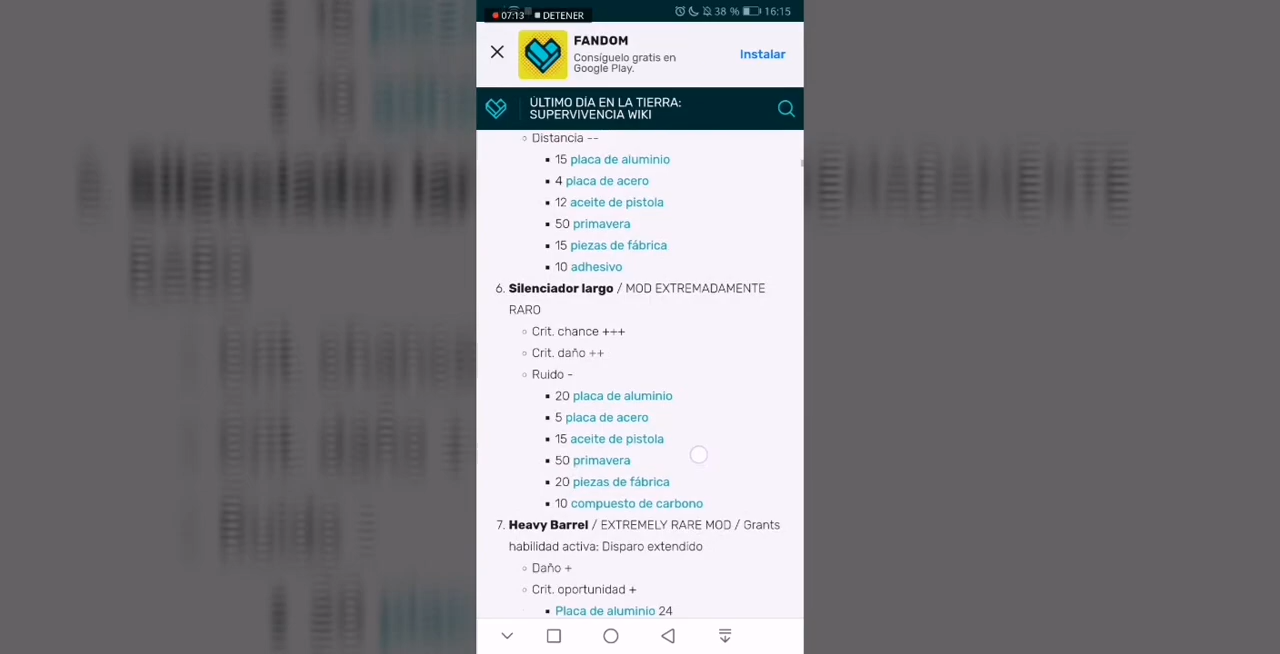 07:13 DETENER 38 % 16:15
FANDOM
Consíguelo gratis en
Google Play.
Instalar
ÚLTIMO DÍA EN LA TIERRA:
SUPERVIVENCIA WIKI
Distancia --
15 placa de aluminio
4 placa de acero
12 aceite de pistola
50 primavera
15 piezas de fábrica
10 adhesivo
6. Silenciador largo / MOD EXTREMADAMENTE
RARO
Crit. chance +++
Crit. daño ++
Ruido -
20 placa de aluminio
5 placa de acero
15 aceite de pistola
50 primavera
20 piezas de fábrica
10 compuesto de carbono
7. Heavy Barrel / EXTREMELY RARE MOD / Grants
habilidad activa: Disparo extendido
Daño +
Crit. oportunidad +
Placa de aluminio 24